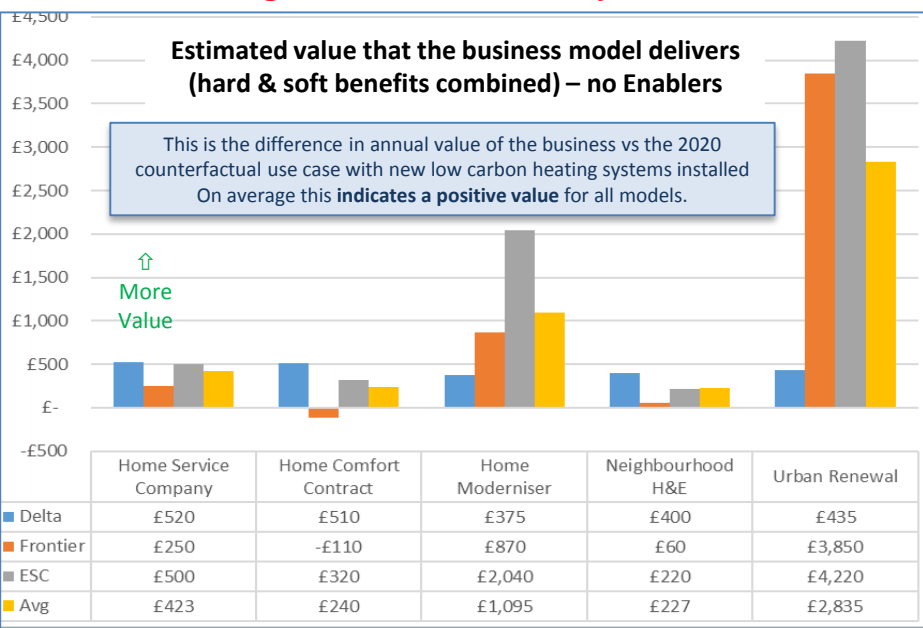 £4,500
Estimated value that the business model delivers
(hard & soft benefits combined) – no Enablers
£4,000
£3,500
£3,000
This is the difference in annual value of the business vs the 2020
counterfactual use case with new low carbon heating systems installed
On average this indicates a positive value for all models.
£2,500
£2,000
⇧
More
Value
£1,500
£1,000
£500
£-
-£500
Home Service Company Home Comfort Contract Home Moderniser Neighbourhood H&E Urban Renewal
Delta £520 £510 £375 £400 £435
Frontier £250 -£110 £870 £60 £3,850
ESC £500 £320 £2,040 £220 £4,220
Avg £423 £240 £1,095 £227 £2,835